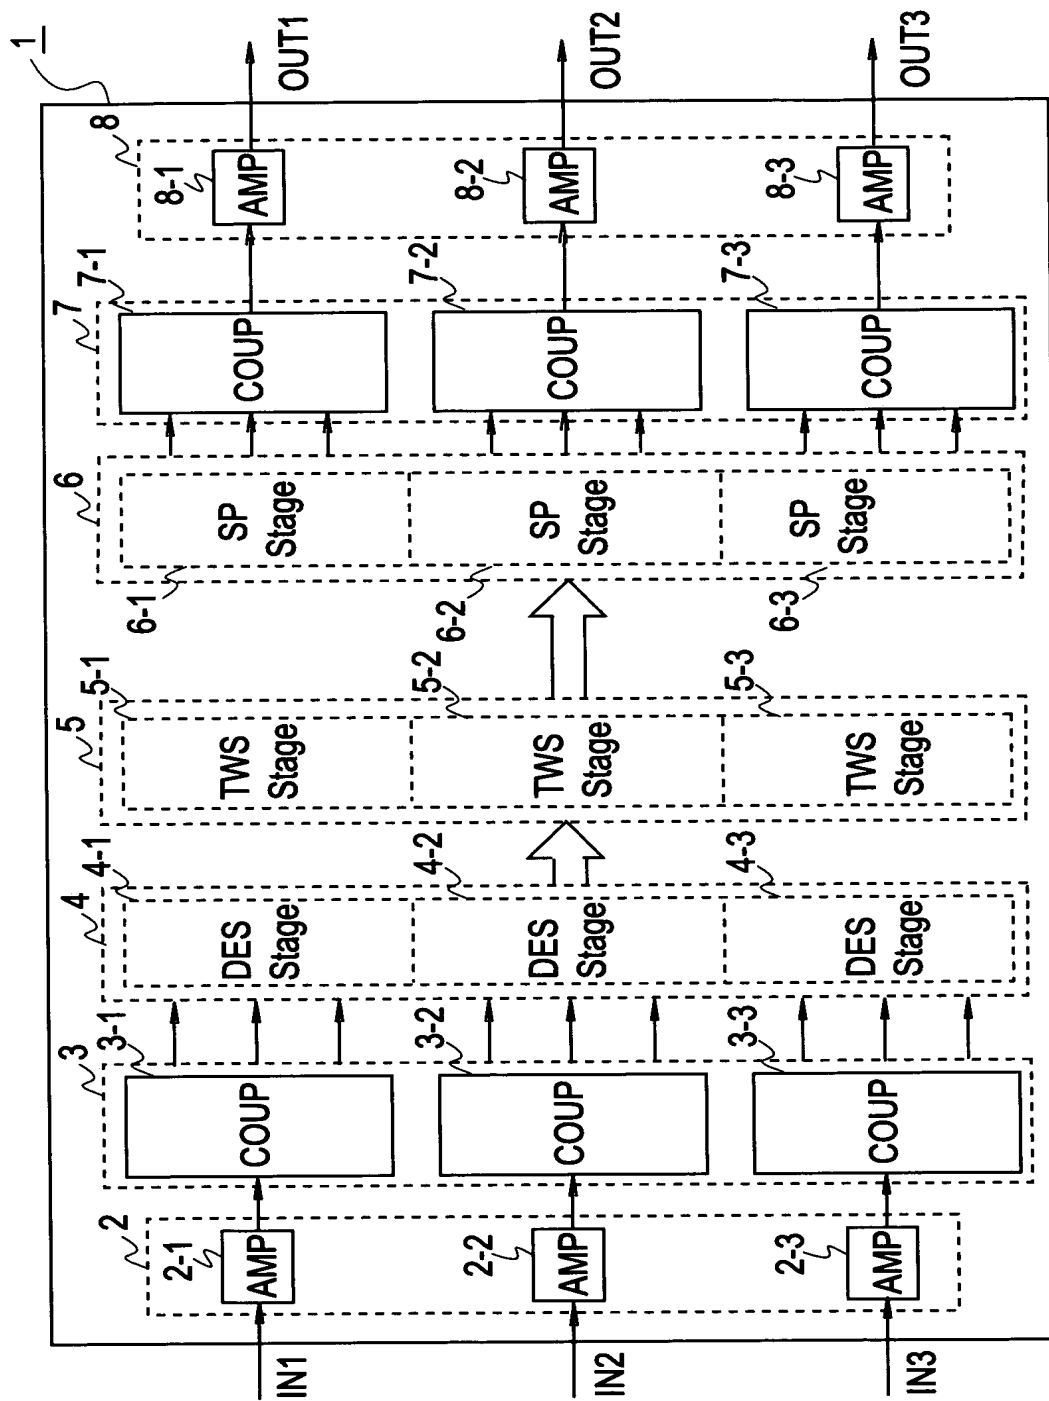 1
IN1
IN2
IN3
2
2-1
AMP
2-2
AMP
2-3
AMP
3
3-1
COUP
3-2
COUP
3-3
COUP
4
4-1
DES
Stage
4-2
DES
Stage
4-3
DES
Stage
5
5-1
TWS
Stage
5-2
TWS
Stage
5-3
TWS
Stage
6
6-1
SP
Stage
6-2
SP
Stage
6-3
SP
Stage
7
7-1
COUP
7-2
COUP
7-3
COUP
8
8-1
AMP
8-2
AMP
8-3
AMP
OUT1
OUT2
OUT3